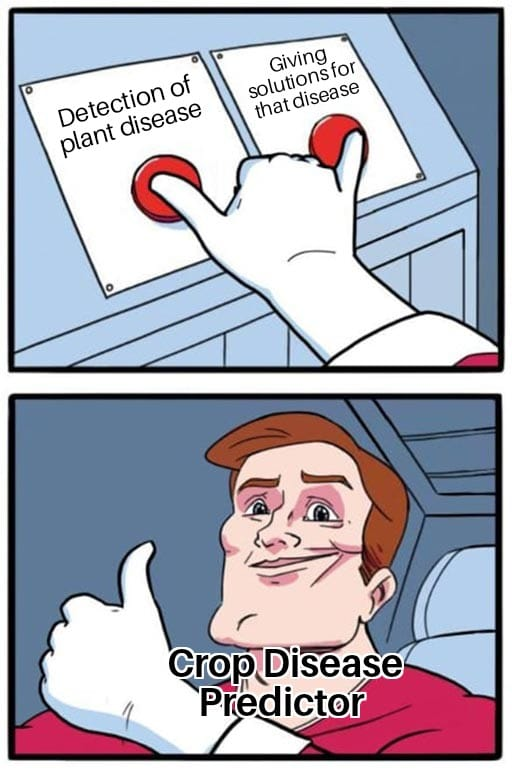 Detection of
plant disease
Giving
solutions for
that disease
Crop Disease
Predictor